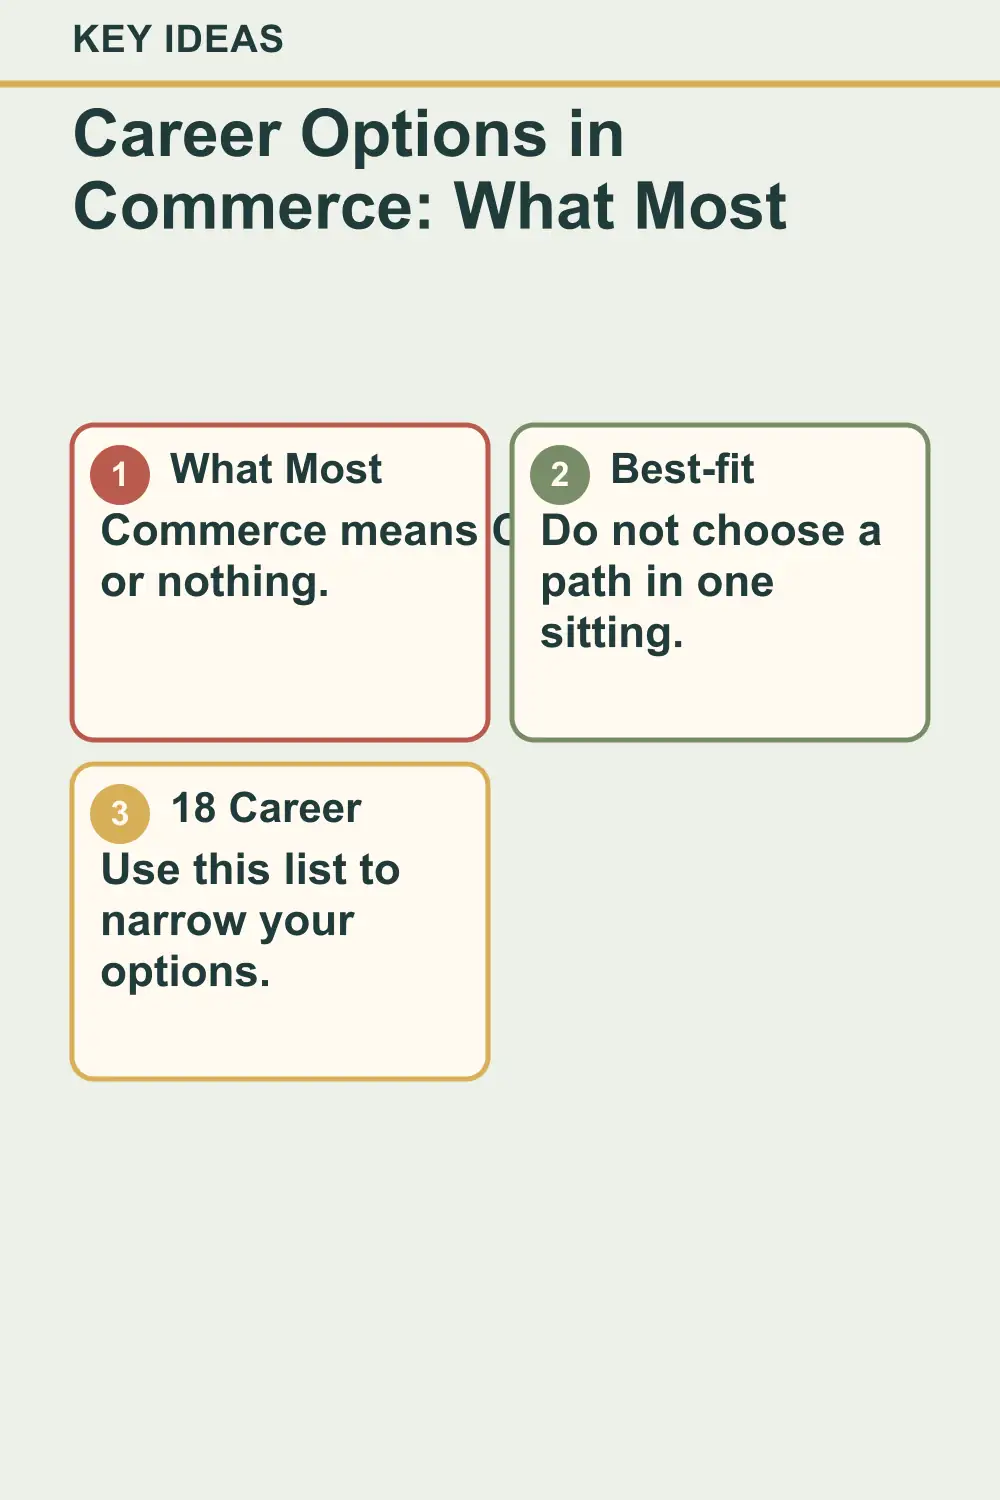 KEY IDEAS
Career Options in
Commerce: What Most
1 What Most
Commerce means
or nothing.
2 Best-fit
Do not choose a
path in one
sitting.
3 18 Career
Use this list to
narrow your
options.